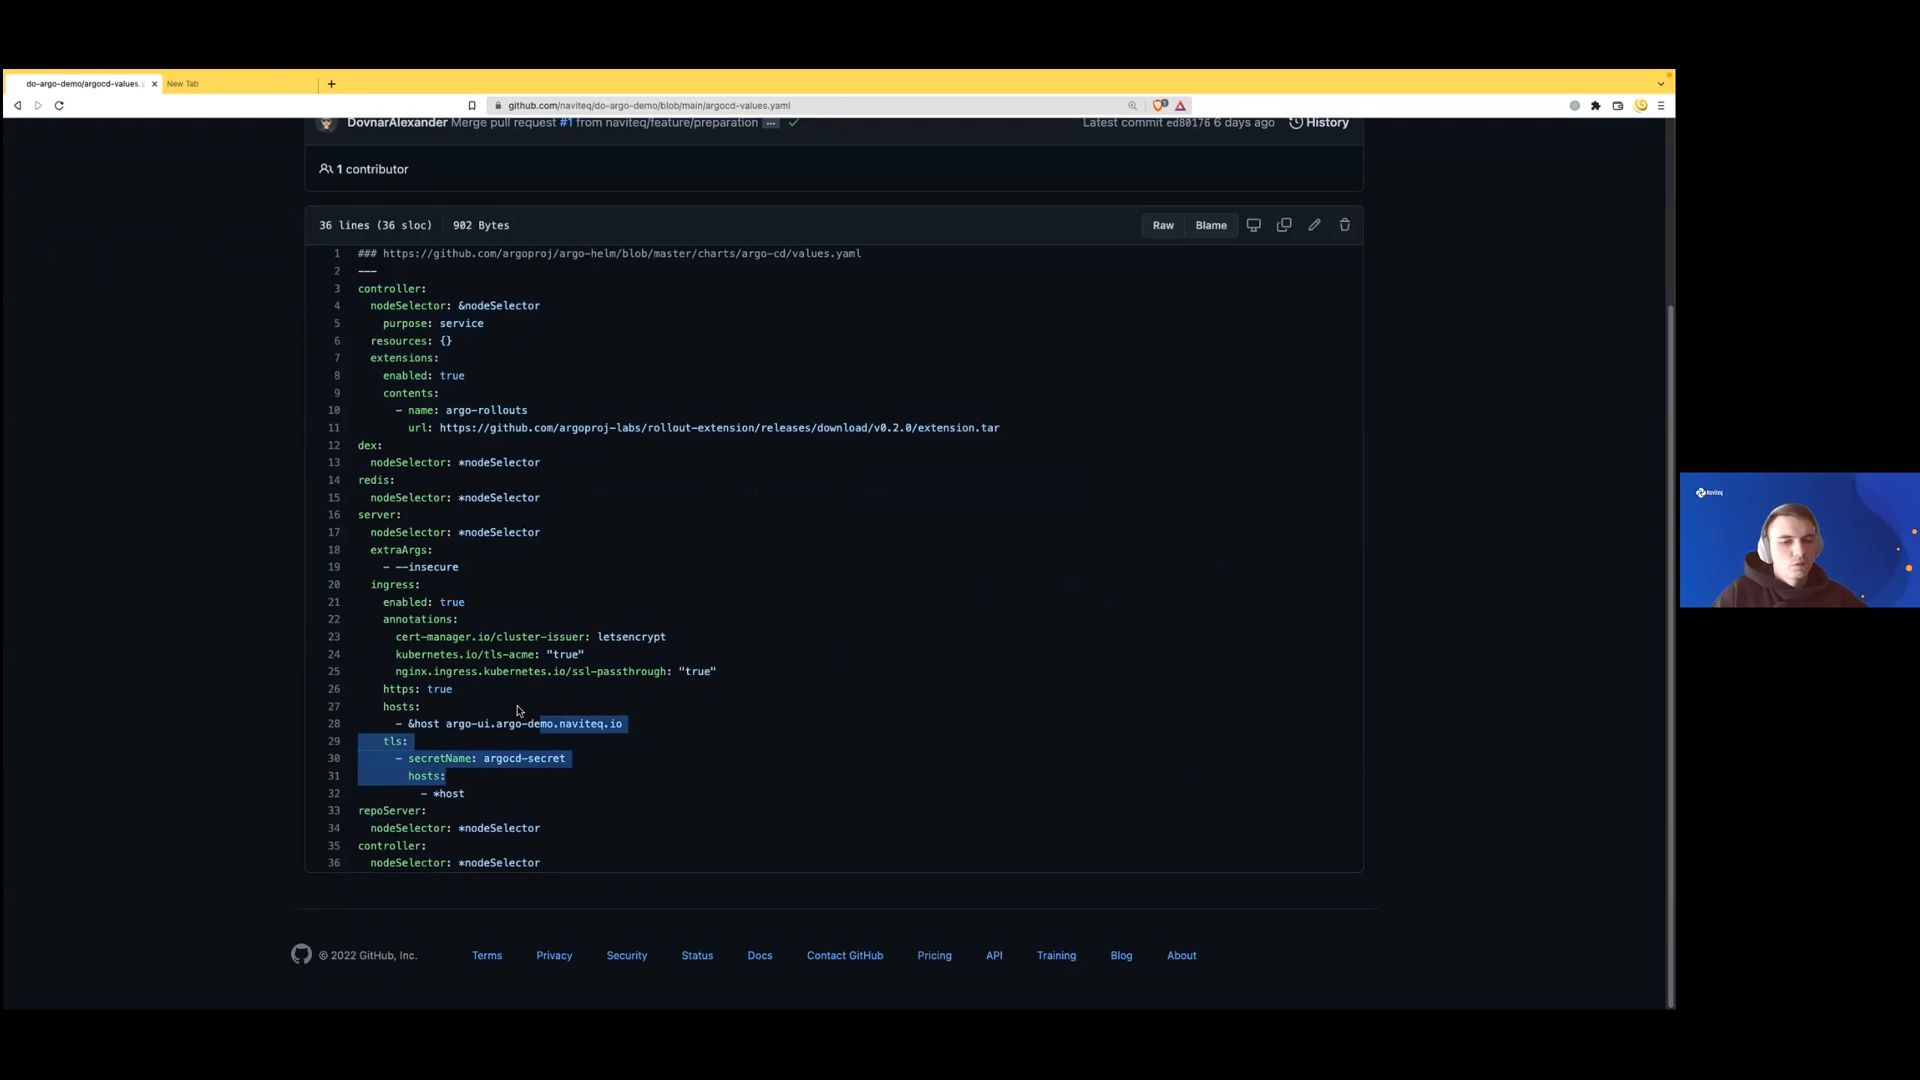 do-argo-demo/argocd-values.y
New Tab
github.com/naviteq/do-argo-demo/blob/main/argocd-values.yaml
DovnarAlexander Merge pull request #1 from naviteq/feature/preparation ...
Latest commit ed80176 6 days ago History
1 contributor
36 lines (36 sloc) 902 Bytes
Raw Blame
1 ### https://github.com/argoproj/argo-helm/blob/master/charts/argo-cd/values.yaml
2 ---
3 controller:
4 nodeSelector: &nodeSelector
5 purpose: service
6 resources: {}
7 extensions:
8 enabled: true
9 contents:
10 - name: argo-rollouts
11 url: https://github.com/argoproj-labs/rollout-extension/releases/download/v0.2.0/extension.tar
12 dex:
13 nodeSelector: *nodeSelector
14 redis:
15 nodeSelector: *nodeSelector
16 server:
17 nodeSelector: *nodeSelector
18 extraArgs:
19 - --insecure
20 ingress:
21 enabled: true
22 annotations:
23 cert-manager.io/cluster-issuer: letsencrypt
24 kubernetes.io/tls-acme: "true"
25 nginx.ingress.kubernetes.io/ssl-passthrough: "true"
26 https: true
27 hosts:
28 - &host argo-ui.argo-demo.naviteq.io
29 tls:
30 - secretName: argocd-secret
31 hosts:
32 - *host
33 repoServer:
34 nodeSelector: *nodeSelector
35 controller:
36 nodeSelector: *nodeSelector
© 2022 GitHub, Inc. Terms Privacy Security Status Docs Contact GitHub Pricing API Training Blog About
Naviteq